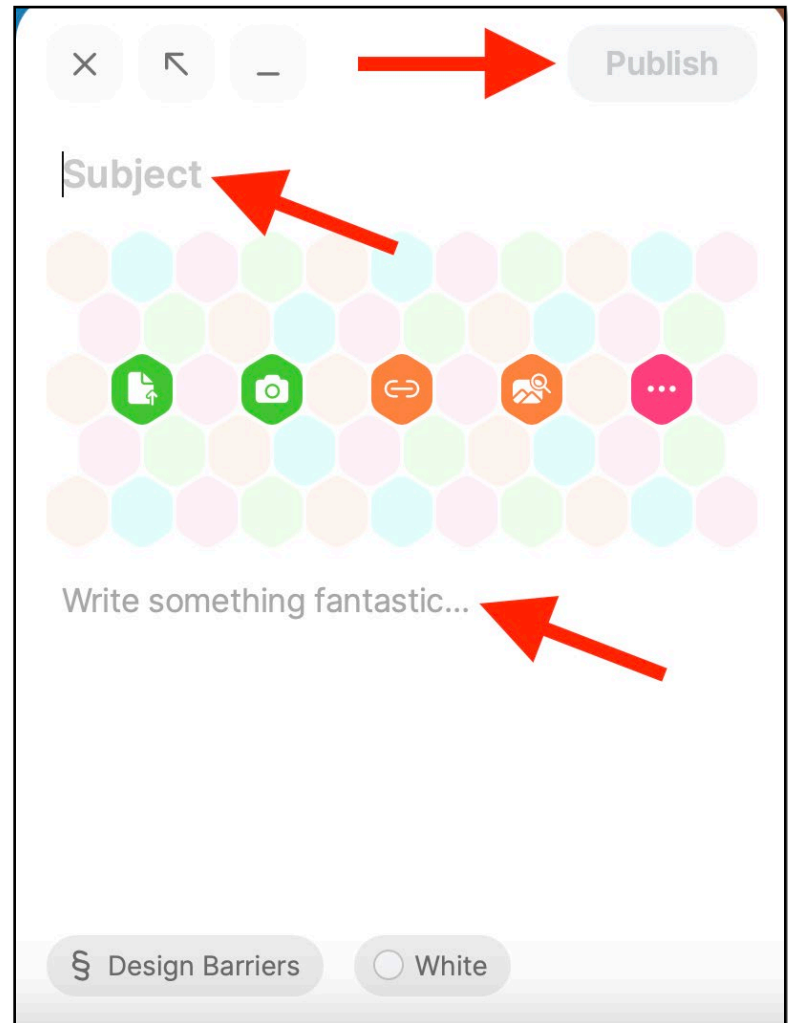 Publish
Subject
Write something fantastic...
§ Design Barriers
White